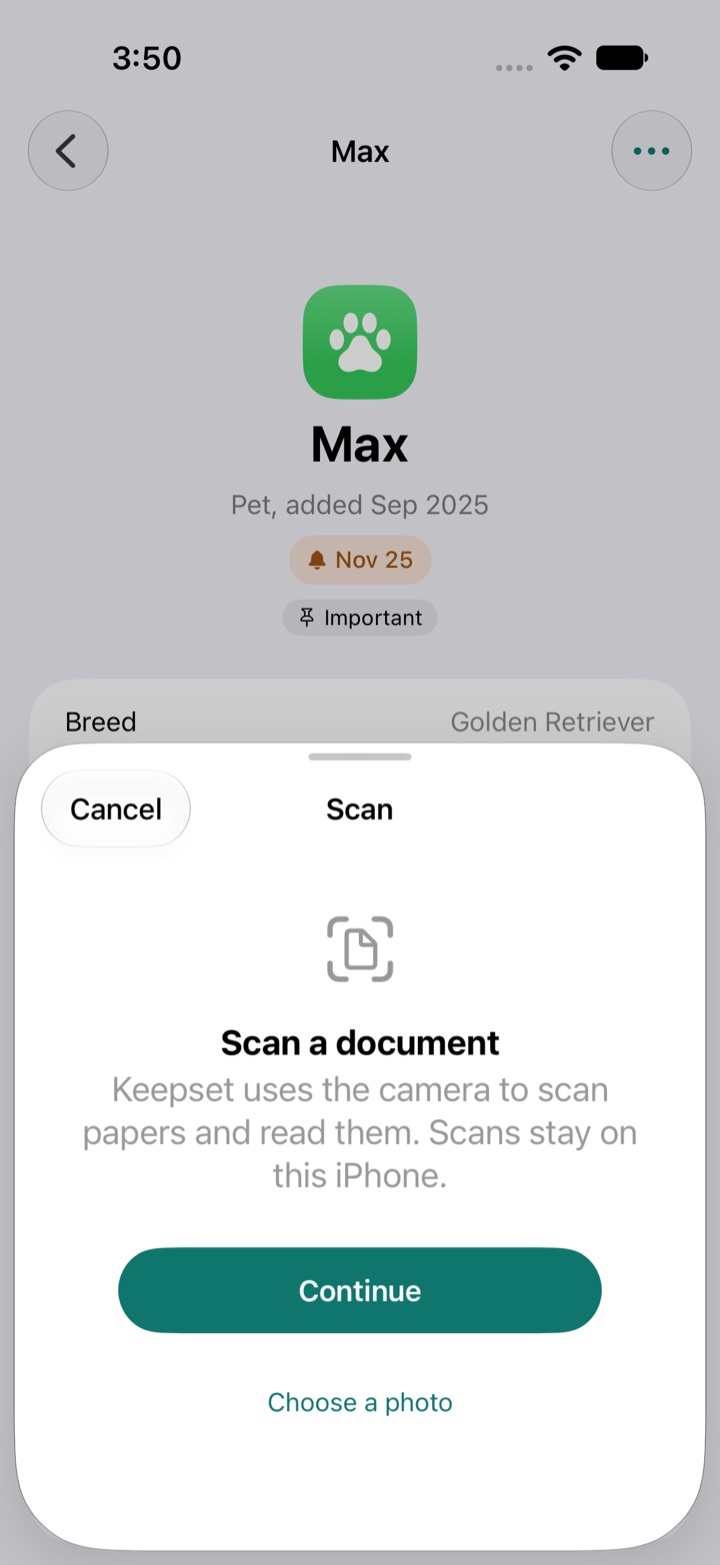 3:50
Max
Max
Pet, added Sep 2025
Nov 25
Important
Breed Golden Retriever
Cancel Scan
Scan a document
Keepset uses the camera to scan
papers and read them. Scans stay on
this iPhone.
Continue
Choose a photo